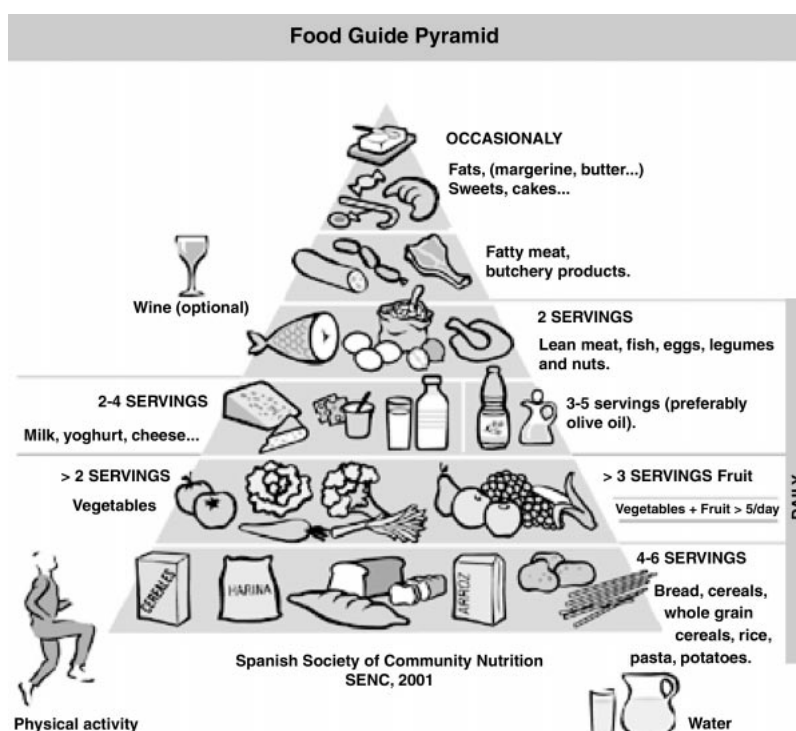 Food Guide Pyramid
OCCASIONALY
Fats, (margerine, butter...)
Sweets, cakes...
Fatty meat,
butchery products.
Wine (optional)
2 SERVINGS
Lean meat, fish, eggs, legumes
and nuts.
2-4 SERVINGS
Milk, yoghurt, cheese...
3-5 servings (preferably
olive oil).
> 2 SERVINGS
Vegetables
> 3 SERVINGS Fruit
Vegetables + Fruit > 5/day
DAILY
4-6 SERVINGS
Bread, cereals,
whole grain
cereals, rice,
pasta, potatoes.
CEREALES
HARINA
ARROZ
Spanish Society of Community Nutrition
SENC, 2001
Physical activity
Water